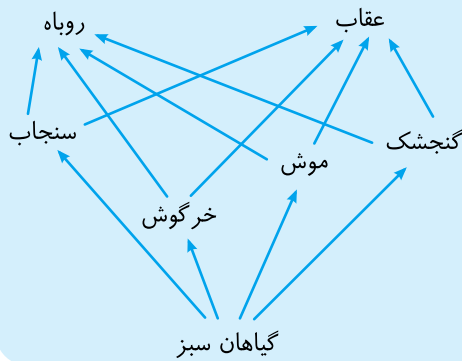 عقاب
روباه
گنجشک
سنجاب
موش
خرگوش
گیاهان سبز